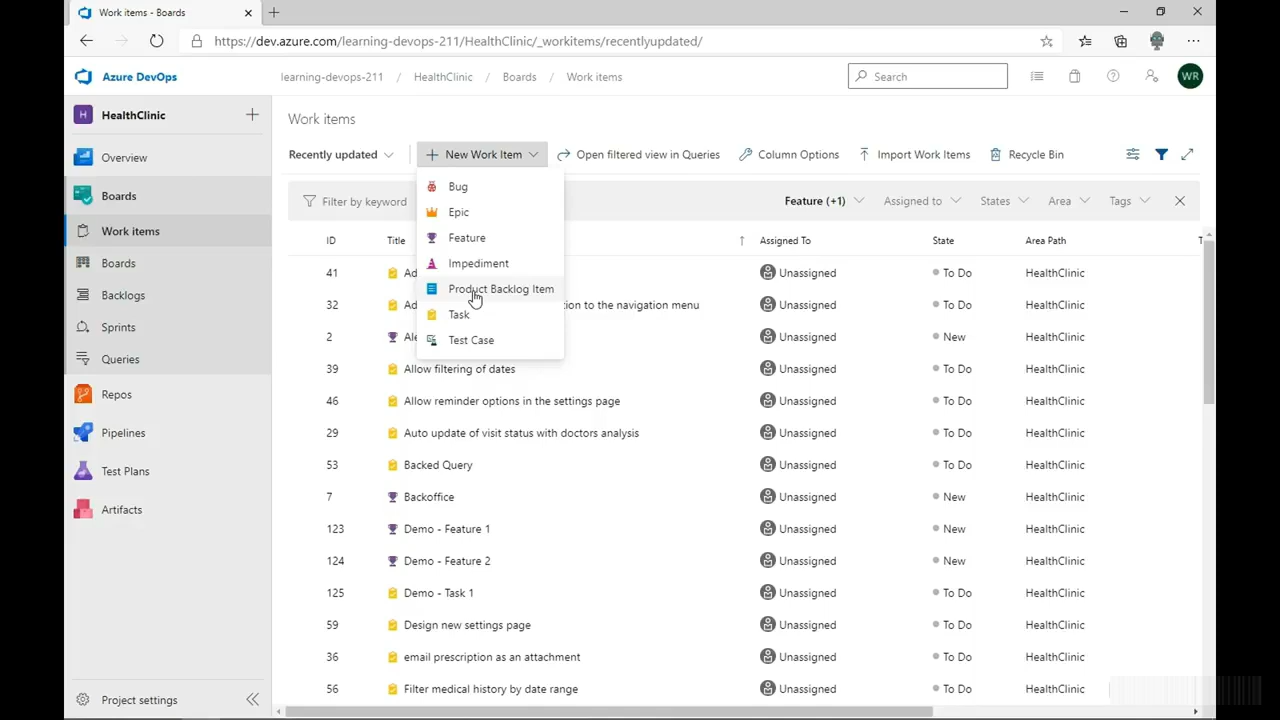 Work items - Boards
https://dev.azure.com/learning-devops-211/HealthClinic/_workitems/recentlyupdated/
Azure DevOps
learning-devops-211 / HealthClinic / Boards / Work items
Search
WR
H HealthClinic
Overview
Boards
Work items
Boards
Backlogs
Sprints
Queries
Repos
Pipelines
Test Plans
Artifacts
Project settings
Work items
Recently updated
New Work Item
Open filtered view in Queries
Column Options
Import Work Items
Recycle Bin
Bug
Epic
Feature
Impediment
Product Backlog Item
Task
Test Case
Filter by keyword
Feature (+1) Assigned to States Area Tags
ID Title Assigned To State Area Path
41 Ad Unassigned To Do HealthClinic
32 Ad ion to the navigation menu Unassigned To Do HealthClinic
2 Ale Unassigned New HealthClinic
39 Allow filtering of dates Unassigned To Do HealthClinic
46 Allow reminder options in the settings page Unassigned To Do HealthClinic
29 Auto update of visit status with doctors analysis Unassigned To Do HealthClinic
53 Backed Query Unassigned To Do HealthClinic
7 Backoffice Unassigned New HealthClinic
123 Demo - Feature 1 Unassigned New HealthClinic
124 Demo - Feature 2 Unassigned New HealthClinic
125 Demo - Task 1 Unassigned To Do HealthClinic
59 Design new settings page Unassigned To Do HealthClinic
36 email prescription as an attachment Unassigned To Do HealthClinic
56 Filter medical history by date range Unassigned To Do HealthClinic